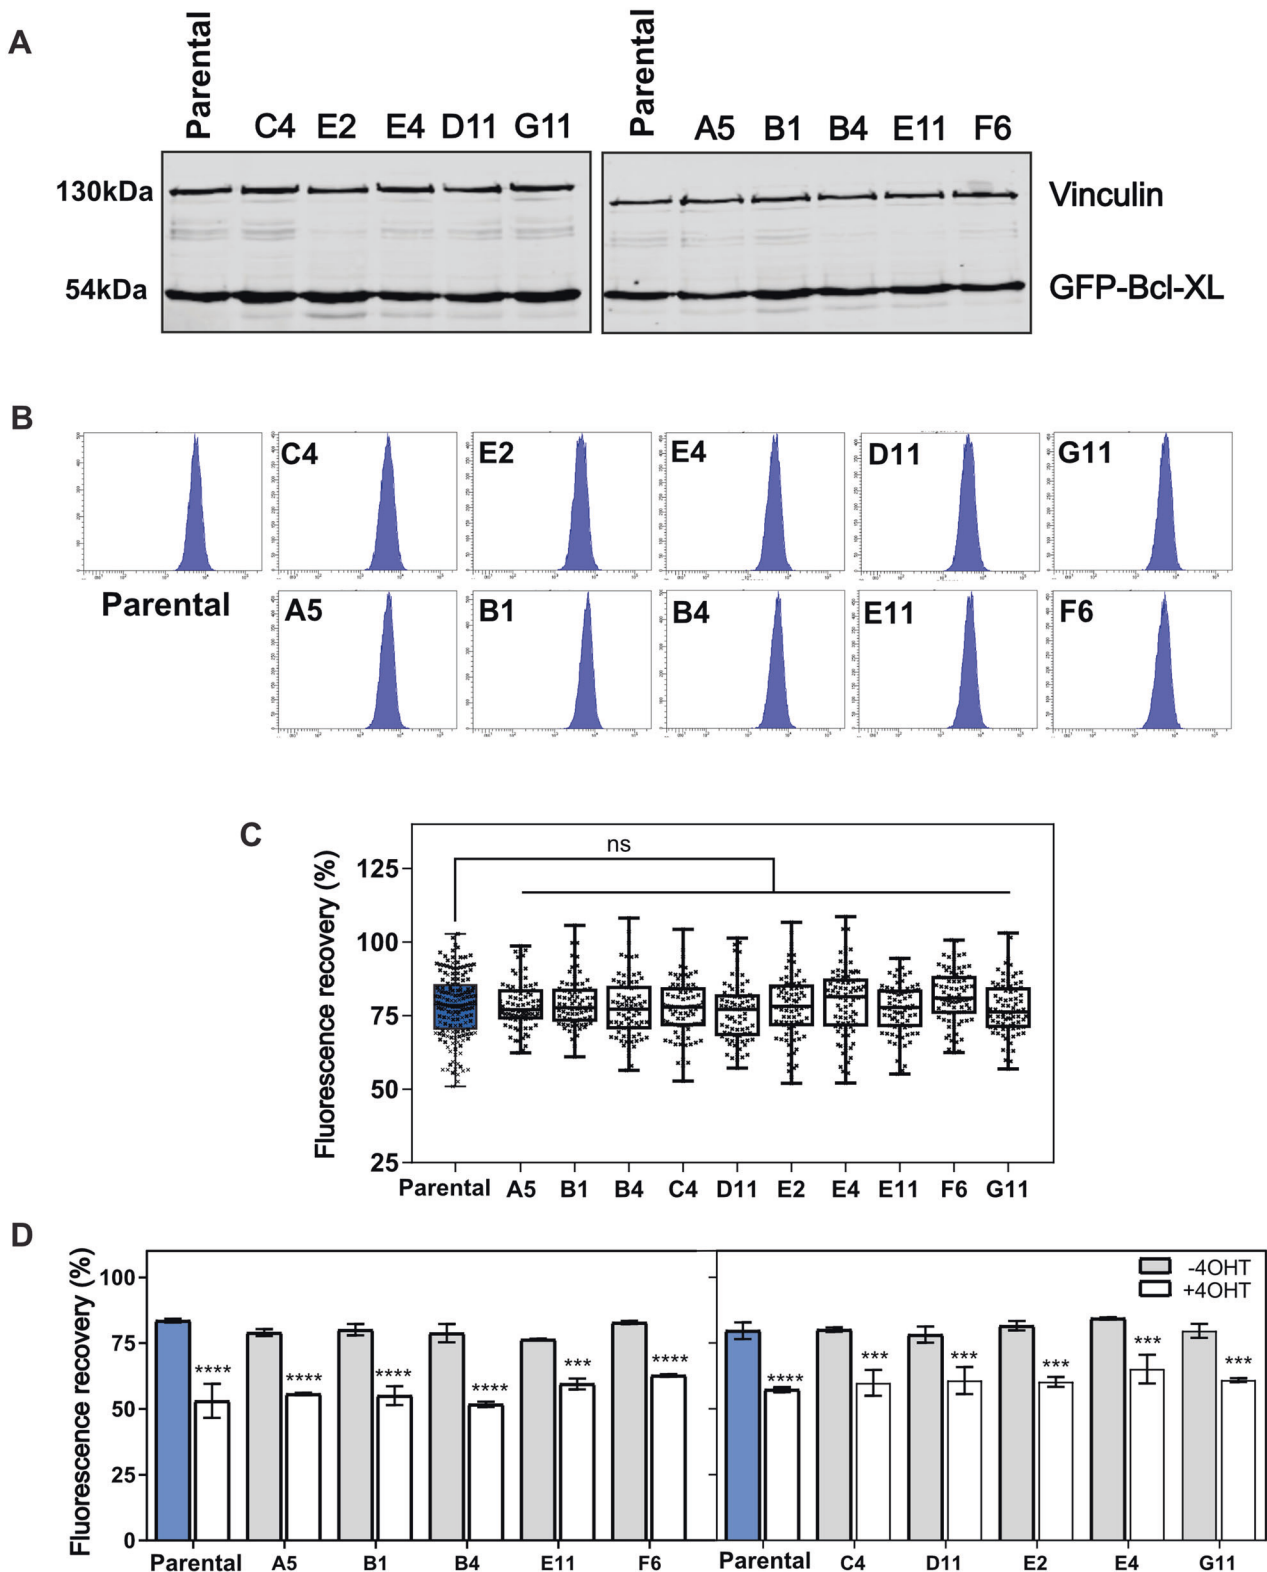 A
Parental C4 E2 E4 D11 G11
Parental A5 B1 B4 E11 F6
130kDa
Vinculin
54kDa
GFP-Bcl-XL
B
C4 E2 E4 D11 G11
Parental
A5 B1 B4 E11 F6
C
ns
Fluorescence recovery (%)
125
100
75
50
25
Parental A5 B1 B4 C4 D11 E2 E4 E11 F6 G11
D
Fluorescence recovery (%)
-4OHT
+4OHT
100
75
50
25
0
**** **** **** **** *** ****
**** *** *** *** *** ***
Parental A5 B1 B4 E11 F6
Parental C4 D11 E2 E4 G11